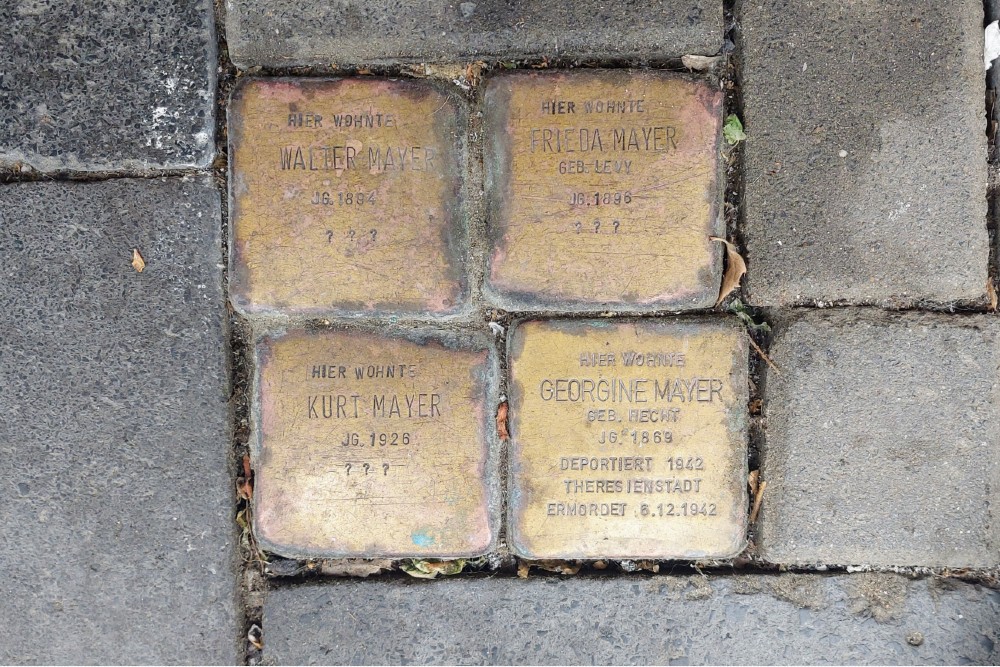 HIER WOHNTE
WALTER MAYER
JG. 1894
? ? ?
HIER WOHNTE
FRIEDA MAYER
GEB. LEVY
JG. 1896
? ? ?
HIER WOHNTE
KURT MAYER
JG. 1926
? ? ?
HIER WOHNTE
GEORGINE MAYER
GEB. HECHT
JG. 1869
DEPORTIERT 1942
THERESIENSTADT
ERMORDET 6.12.1942